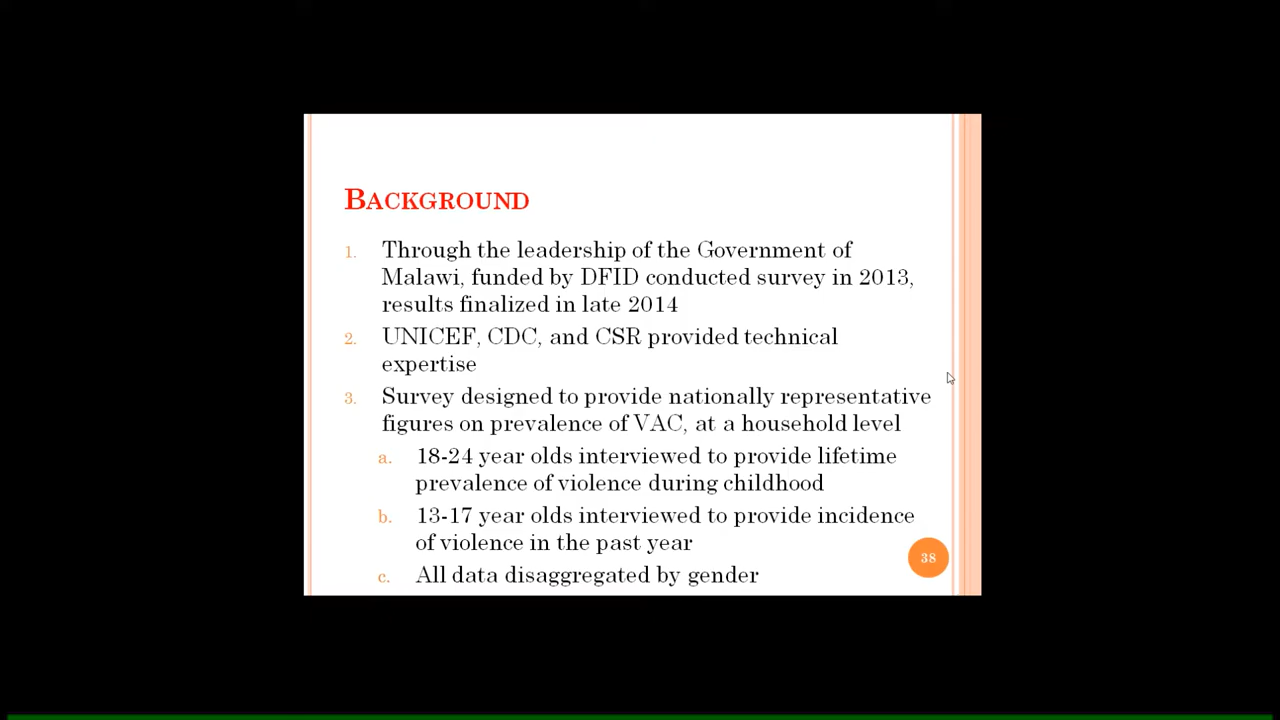 BACKGROUND
1. Through the leadership of the Government of
Malawi, funded by DFID conducted survey in 2013,
results finalized in late 2014
2. UNICEF, CDC, and CSR provided technical
expertise
3. Survey designed to provide nationally representative
figures on prevalence of VAC, at a household level
a. 18-24 year olds interviewed to provide lifetime
prevalence of violence during childhood
b. 13-17 year olds interviewed to provide incidence
of violence in the past year
c. All data disaggregated by gender
38